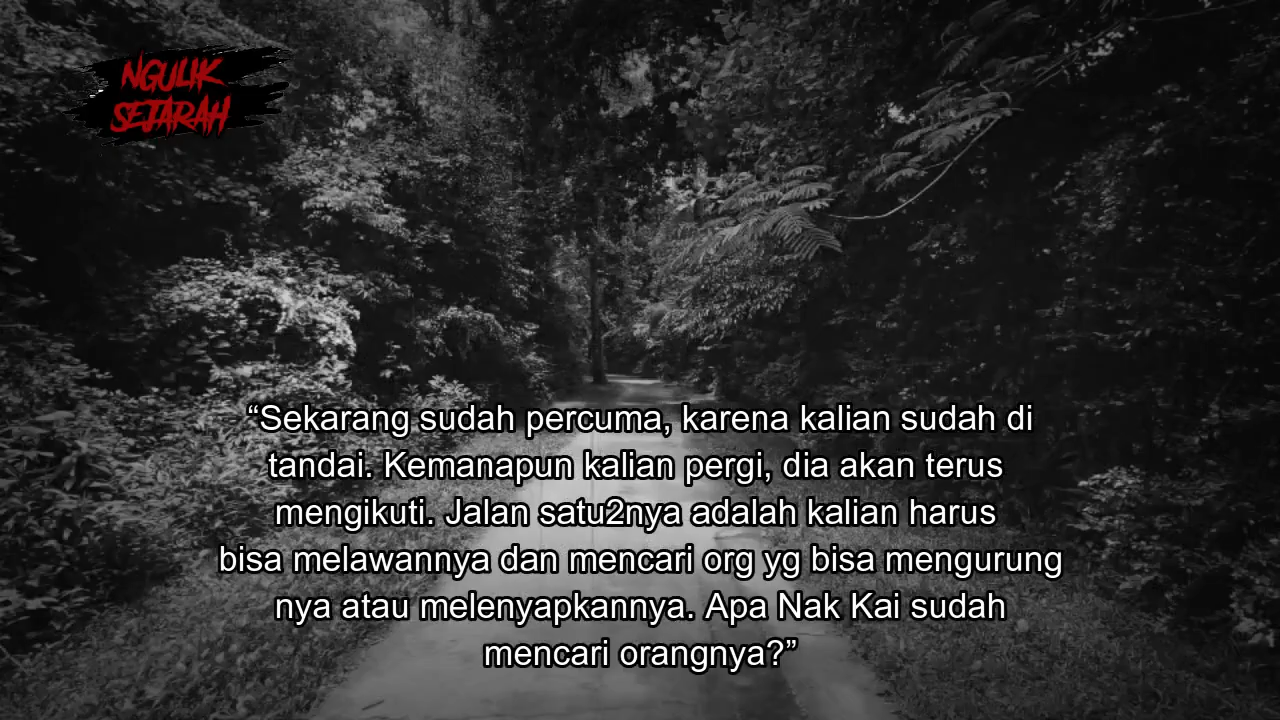 NGULIK
SEJARAH
“Sekarang sudah percuma, karena kalian sudah di
tandai. Kemanapun kalian pergi, dia akan terus
mengikuti. Jalan satu2nya adalah kalian harus
bisa melawannya dan mencari org yg bisa mengurung
nya atau melenyapkannya. Apa Nak Kai sudah
mencari orangnya?”